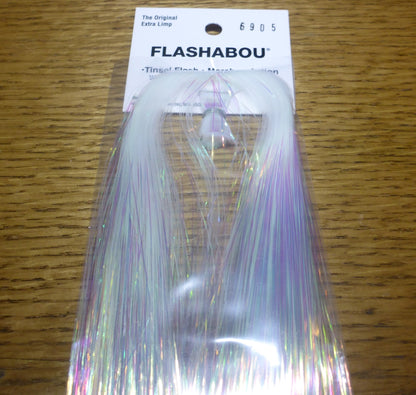 The Original
Extra Limp
6905
FLASHABOU®
•Tinsel Flash •